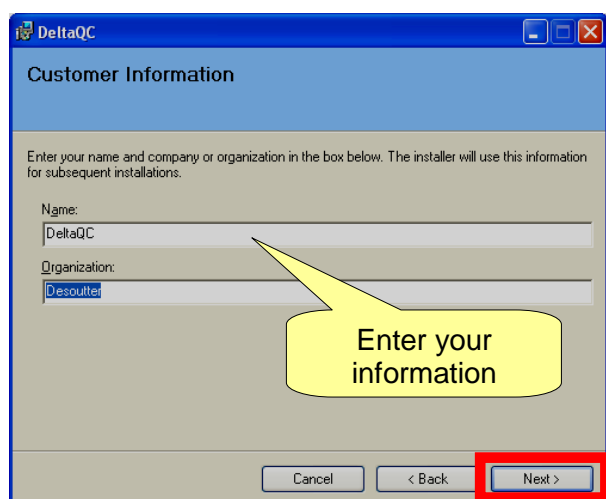 DeltaQC
Customer Information
Enter your name and company or organization in the box below. The installer will use this information
for subsequent installations.
Name:
DeltaQC
Organization:
Desoutter
Enter your
information
Cancel
< Back
Next >